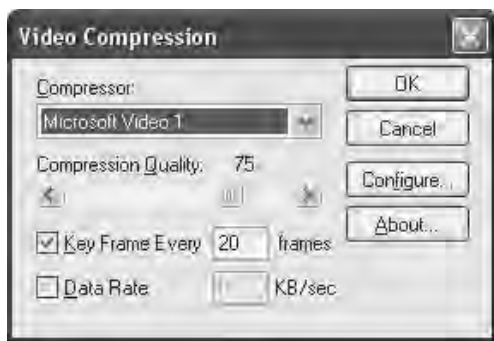 Video Compression
Compressor:
Microsoft Video 1
OK
Cancel
Compression Quality: 75
Configure...
About...
Key Frame Every 20 frames
Data Rate KB/sec